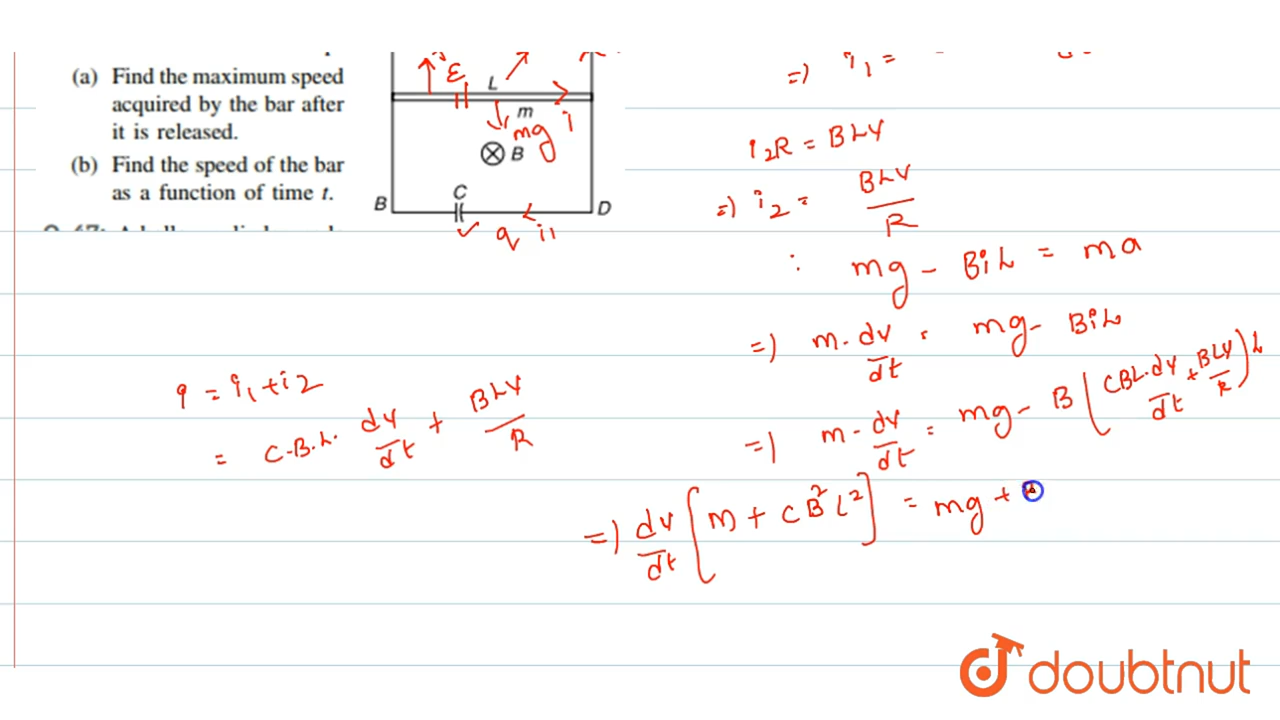 (a) Find the maximum speed
acquired by the bar after
it is released.
(b) Find the speed of the bar
as a function of time t.
ε
L
m
mg
i
B
C
B
D
q i₁
=) i₁ =
i₂R = BLV
=) i₂ = BLV/R
∴ mg - BiL = ma
=) m · dv/dt = mg - BiL
i = i₁ + i₂
= C-B.L. dv/dt + BLV/R
=) m - dv/dt = mg - B (CBL · dv/dt + BLV/R) L
=) dv/dt [m + CB²L²] = mg +
doubtnut